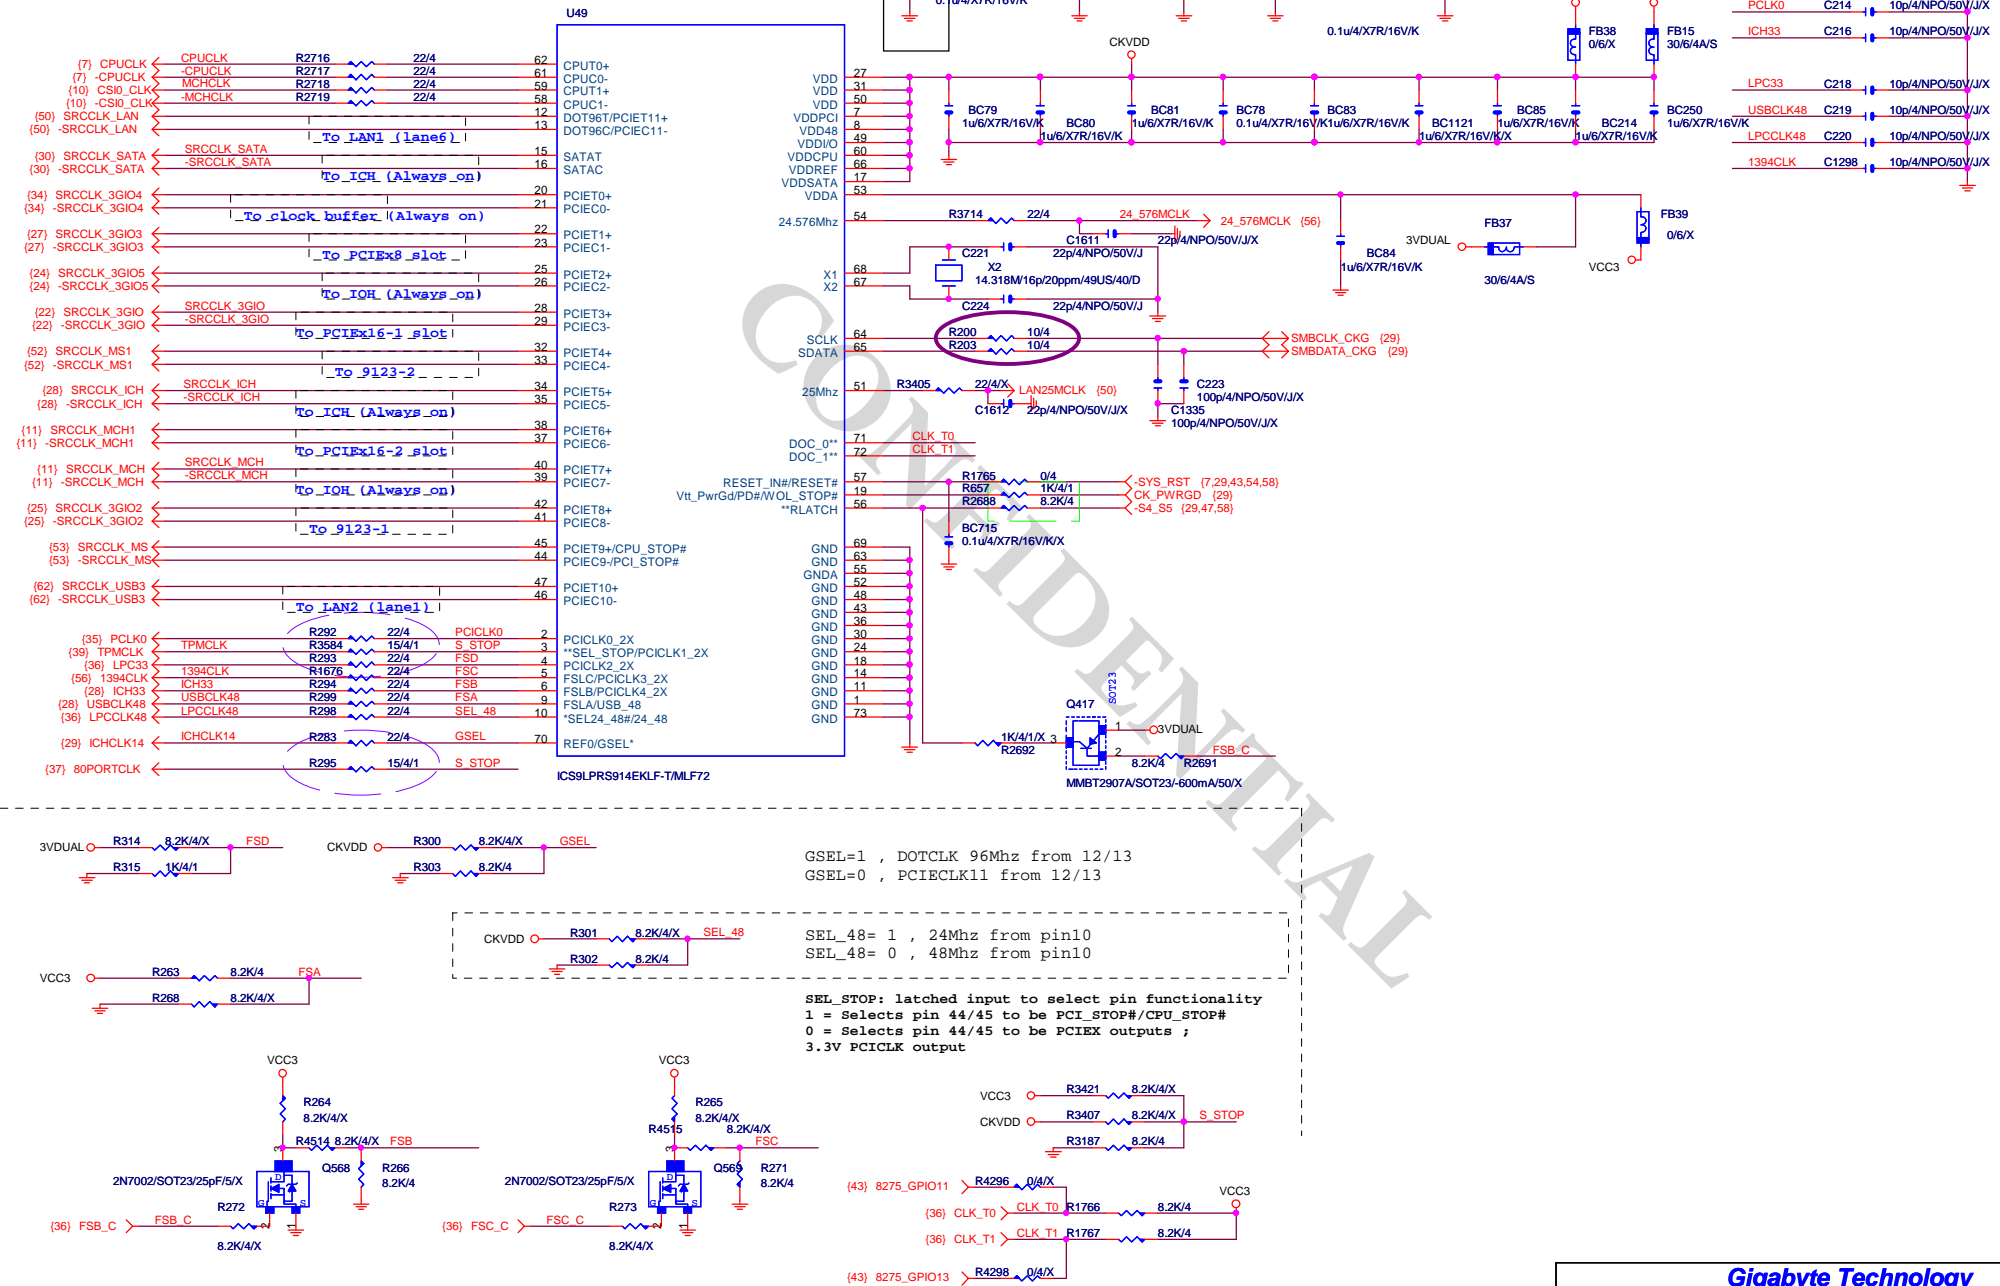 U49
0.1u/4/X7R/16V/K
0.1u/4/X7R/16V/K
CKVDD
FB38
0/6/X
FB15
30/6/4A/S
PCLK0 C214 10p/4/NPO/50V/J/X
ICH33 C216 10p/4/NPO/50V/J/X
LPC33 C218 10p/4/NPO/50V/J/X
USBCLK48 C219 10p/4/NPO/50V/J/X
LPCCLK48 C220 10p/4/NPO/50V/J/X
1394CLK C1298 10p/4/NPO/50V/J/X
{7} CPUCLK CPUCLK R2716 22/4 62 CPUT0+
{7} -CPUCLK -CPUCLK R2717 22/4 61 CPUC0-
{10} CSI0_CLK MCHCLK R2718 22/4 59 CPUT1+
{10} -CSI0_CLK -MCHCLK R2719 22/4 58 CPUC1-
{50} SRCCLK_LAN 12 DOT96T/PCIET11+
{50} -SRCCLK_LAN 13 DOT96C/PCIEC11-
To LAN1 (lane6)
{30} SRCCLK_SATA SRCCLK_SATA 15 SATAT
{30} -SRCCLK_SATA -SRCCLK_SATA 16 SATAC
To ICH (Always on)
{34} SRCCLK_3GIO4 20 PCIET0+
{34} -SRCCLK_3GIO4 21 PCIEC0-
To clock buffer (Always on)
{27} SRCCLK_3GIO3 22 PCIET1+
{27} -SRCCLK_3GIO3 23 PCIEC1-
To PCIEx8 slot
{24} SRCCLK_3GIO5 25 PCIET2+
{24} -SRCCLK_3GIO5 26 PCIEC2-
To IOH (Always on)
{22} SRCCLK_3GIO SRCCLK_3GIO 28 PCIET3+
{22} -SRCCLK_3GIO -SRCCLK_3GIO 29 PCIEC3-
To PCIEx16-1 slot
{52} SRCCLK_MS1 32 PCIET4+
{52} -SRCCLK_MS1 33 PCIEC4-
To 9123-2
{28} SRCCLK_ICH SRCCLK_ICH 34 PCIET5+
{28} -SRCCLK_ICH -SRCCLK_ICH 35 PCIEC5-
To ICH (Always on)
{11} SRCCLK_MCH1 38 PCIET6+
{11} -SRCCLK_MCH1 37 PCIEC6-
To PCIEx16-2 slot
{11} SRCCLK_MCH SRCCLK_MCH 40 PCIET7+
{11} -SRCCLK_MCH -SRCCLK_MCH 39 PCIEC7-
To IOH (Always on)
{25} SRCCLK_3GIO2 42 PCIET8+
{25} -SRCCLK_3GIO2 41 PCIEC8-
To 9123-1
{53} SRCCLK_MS 45 PCIET9+/CPU_STOP#
{53} -SRCCLK_MS 44 PCIEC9-/PCI_STOP#
{62} SRCCLK_USB3 47 PCIET10+
{62} -SRCCLK_USB3 46 PCIEC10-
To LAN2 (lane1)
{35} PCLK0 R292 22/4 PCICLK0 2 PCICLK0_2X
{39} TPMCLK TPMCLK R3584 15/4/1 S_STOP 3 **SEL_STOP/PCICLK1_2X
{36} LPC33 R293 22/4 FSD 4 PCICLK2_2X
{56} 1394CLK 1394CLK R1676 22/4 FSC 5 FSLC/PCICLK3_2X
{28} ICH33 ICH33 R294 22/4 FSB 6 FSLB/PCICLK4_2X
{28} USBCLK48 USBCLK48 R299 22/4 FSA 9 FSLA/USB_48
{36} LPCCLK48 LPCCLK48 R298 22/4 SEL_48 10 *SEL24_48#/24_48
{29} ICHCLK14 ICHCLK14 R283 22/4 GSEL 70 REF0/GSEL*
{37} 80PORTCLK R295 15/4/1 S_STOP
ICS9LPRS914EKLF-T/MLF72
VDD 27
VDD 31
VDD 50
VDDPCI 7
VDD48 8
VDDI/O 49
VDDCPU 60
VDDREF 66
VDDSATA 17
VDDA 53
BC79
1u/6/X7R/16V/K
BC80
1u/6/X7R/16V/K
BC81
1u/6/X7R/16V/K
BC78
0.1u/4/X7R/16V/K
BC83
1u/6/X7R/16V/K
BC1121
1u/6/X7R/16V/K/X
BC85
1u/6/X7R/16V/K
BC214
1u/6/X7R/16V/K
BC250
1u/6/X7R/16V/K
24.576Mhz 54 R3714 22/4 24_576MCLK 24_576MCLK {56}
C1611 22p/4/NPO/50V/J/X
C221 22p/4/NPO/50V/J
X1 68
X2 67
X2
14.318M/16p/20ppm/49US/40/D
C224 22p/4/NPO/50V/J
BC84
1u/6/X7R/16V/K
3VDUAL
FB37
30/6/4A/S
FB39
0/6/X
VCC3
SCLK 64 R200 10/4 SMBCLK_CKG {29}
SDATA 65 R203 10/4 SMBDATA_CKG {29}
C223
100p/4/NPO/50V/J/X
C1335
100p/4/NPO/50V/J/X
25Mhz 51 R3405 22/4/X LAN25MCLK {50}
C1612 22p/4/NPO/50V/J/X
DOC_0** 71 CLK_T0
DOC_1** 72 CLK_T1
RESET_IN#/RESET# 57 R1765 0/4 -SYS_RST {7,29,43,54,58}
Vtt_PwrGd/PD#/WOL_STOP# 19 R657 1K/4/1 CK_PWRGD {29}
**RLATCH 56 R2688 8.2K/4 -S4_S5 {29,47,58}
BC715
0.1u/4/X7R/16V/K/X
GND 69
GND 63
GNDA 55
GND 52
GND 48
GND 43
GND 36
GND 30
GND 24
GND 18
GND 14
GND 11
GND 1
GND 73
Q417
SOT23
1K/4/1/X 3
R2692
1 3VDUAL
2 FSB_C
8.2K/4 R2691
MMBT2907A/SOT23/-600mA/50/X
CONFIDENTIAL
3VDUAL R314 8.2K/4/X FSD
R315 1K/4/1
CKVDD R300 8.2K/4/X GSEL
R303 8.2K/4
GSEL=1 , DOTCLK 96Mhz from 12/13
GSEL=0 , PCIECLK11 from 12/13
CKVDD R301 8.2K/4/X SEL_48
R302 8.2K/4
SEL_48= 1 , 24Mhz from pin10
SEL_48= 0 , 48Mhz from pin10
VCC3 R263 8.2K/4 FSA
R268 8.2K/4/X
SEL_STOP: latched input to select pin functionality
1 = Selects pin 44/45 to be PCI_STOP#/CPU_STOP#
0 = Selects pin 44/45 to be PCIEX outputs ;
3.3V PCICLK output
VCC3
R264
8.2K/4/X
3 R4514 8.2K/4/X FSB
Q568
R266
8.2K/4
2N7002/SOT23/25pF/5/X
D
G S
R272
{36} FSB_C FSB_C 2 1
8.2K/4/X
VCC3
R265
8.2K/4/X
3 R4515 8.2K/4/X FSC
Q569
R271
8.2K/4
2N7002/SOT23/25pF/5/X
D
G S
R273
{36} FSC_C FSC_C 2 1
8.2K/4/X
VCC3 R3421 8.2K/4/X
CKVDD R3407 8.2K/4/X S_STOP
R3187 8.2K/4
{43} 8275_GPIO11 R4296 0/4/X
VCC3
{36} CLK_T0 CLK_T0 R1766 8.2K/4
{36} CLK_T1 CLK_T1 R1767 8.2K/4
{43} 8275_GPIO13 R4298 0/4/X
Gigabyte Technology